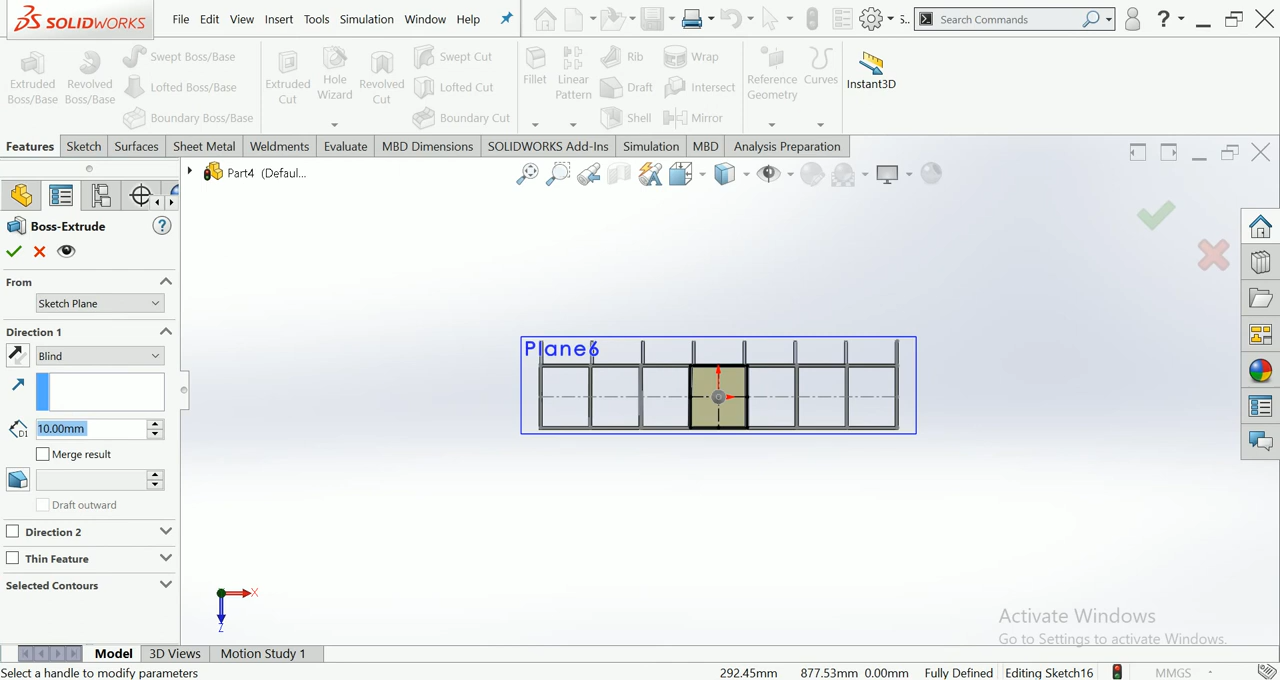 SOLIDWORKS File Edit View Insert Tools Simulation Window Help S.. Search Commands ?
Extruded Boss/Base
Revolved Boss/Base
Swept Boss/Base
Lofted Boss/Base
Boundary Boss/Base
Extruded Cut
Hole Wizard
Revolved Cut
Swept Cut
Lofted Cut
Boundary Cut
Fillet
Linear Pattern
Rib
Draft
Shell
Wrap
Intersect
Mirror
Reference Geometry
Curves
Instant3D
Features Sketch Surfaces Sheet Metal Weldments Evaluate MBD Dimensions SOLIDWORKS Add-Ins Simulation MBD Analysis Preparation
Part4 (Defaul...
Boss-Extrude ?
From
Sketch Plane
Direction 1
Blind
D1 10.00mm
Merge result
Draft outward
Direction 2
Thin Feature
Selected Contours
Plane6
X
Z
Activate Windows
Go to Settings to activate Windows.
Model 3D Views Motion Study 1
Select a handle to modify parameters 292.45mm 877.53mm 0.00mm Fully Defined Editing Sketch16 MMGS -